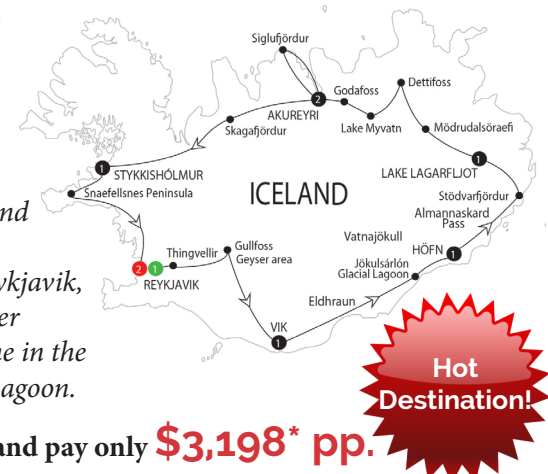 Siglufjördur
Dettifoss
Godafoss
2
AKUREYRI
Lake Myvatn
Mödrudalsöraefi
Skagafjördur
1
STYKKISHÓLMUR
1
LAKE LAGARFLJOT
Snaefellsnes Peninsula
ICELAND
Stödvarfjördur
Almannaskard
Pass
nd
Vatnajökull
HÖFN
1
Gullfoss
Geyser area
Thingvellir
2 1
REYKJAVIK
Jökulsárlón
Glacial Lagoon
ykjavik,
er
Eldhraun
VIK
1
ne in the
agoon.
Hot
Destination!
and pay only $3,198* pp.